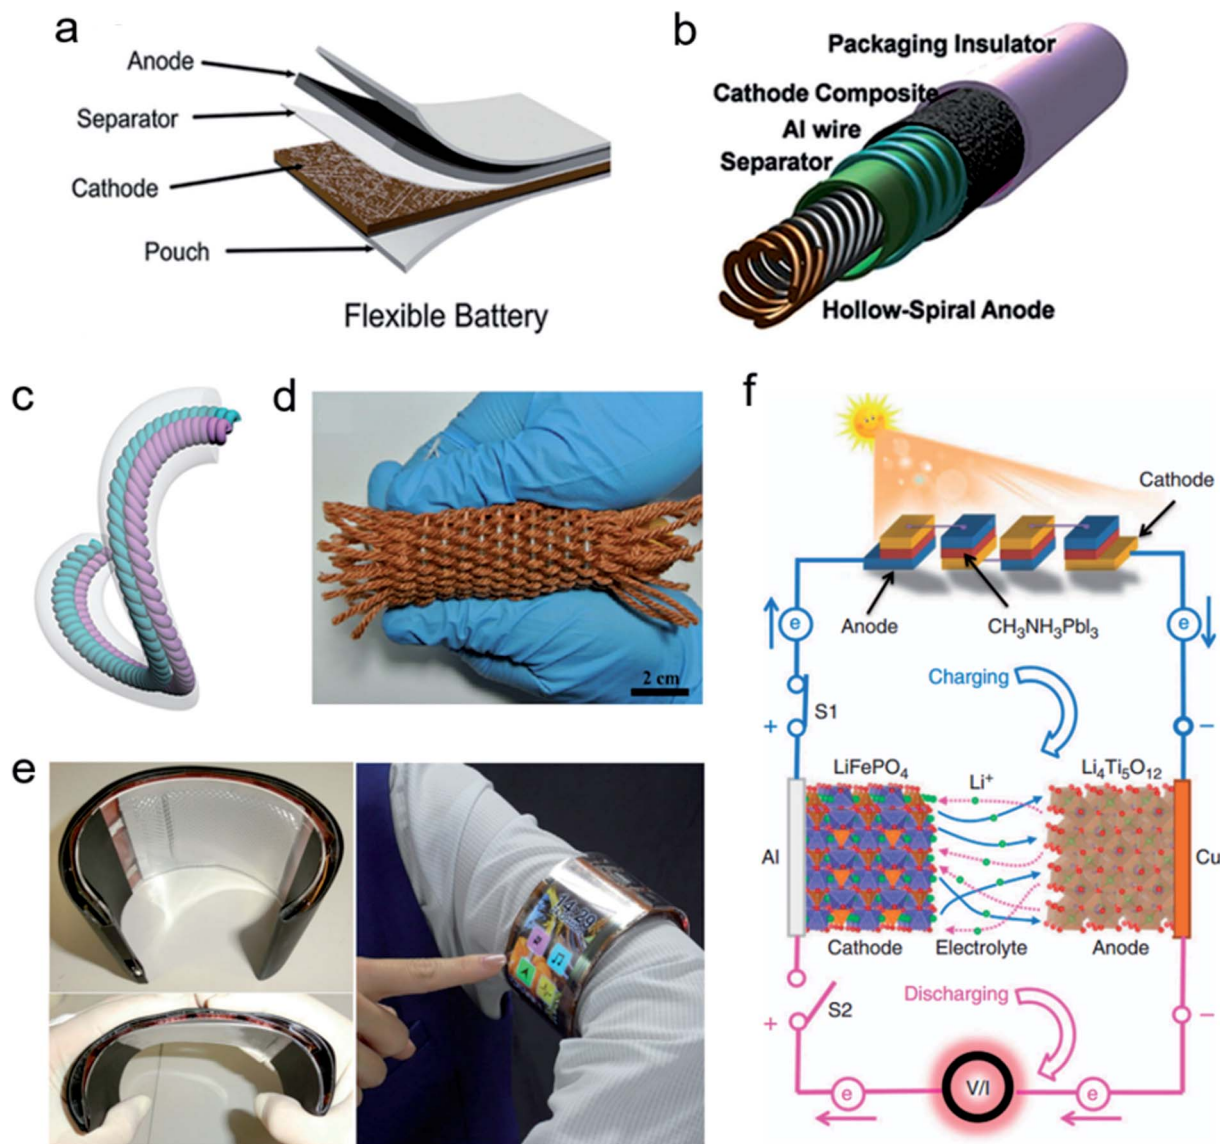 a
Anode
Separator
Cathode
Pouch
Flexible Battery
b
Packaging Insulator
Cathode Composite
Al wire
Separator
Hollow-Spiral Anode
c
d
2 cm
e
14:29
f
Cathode
Anode
CH₃NH₃PbI₃
e
e
Charging
S1
+
−
LiFePO₄
Li⁺
Li₄Ti₅O₁₂
Al
Cu
Cathode
Electrolyte
Anode
Discharging
S2
+
−
V/I
e
e